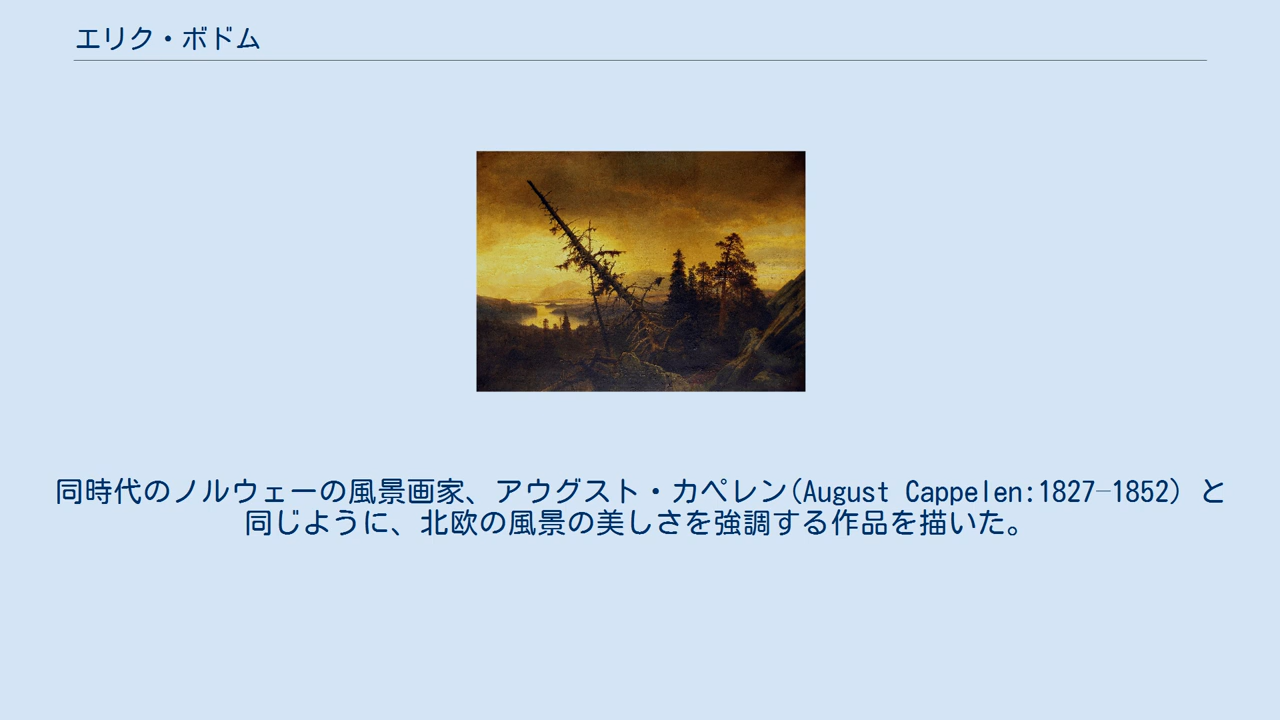 エリク・ボドム
同時代のノルウェーの風景画家、アウグスト・カペレン(August Cappelen:1827–1852) と
同じように、北欧の風景の美しさを強調する作品を描いた。